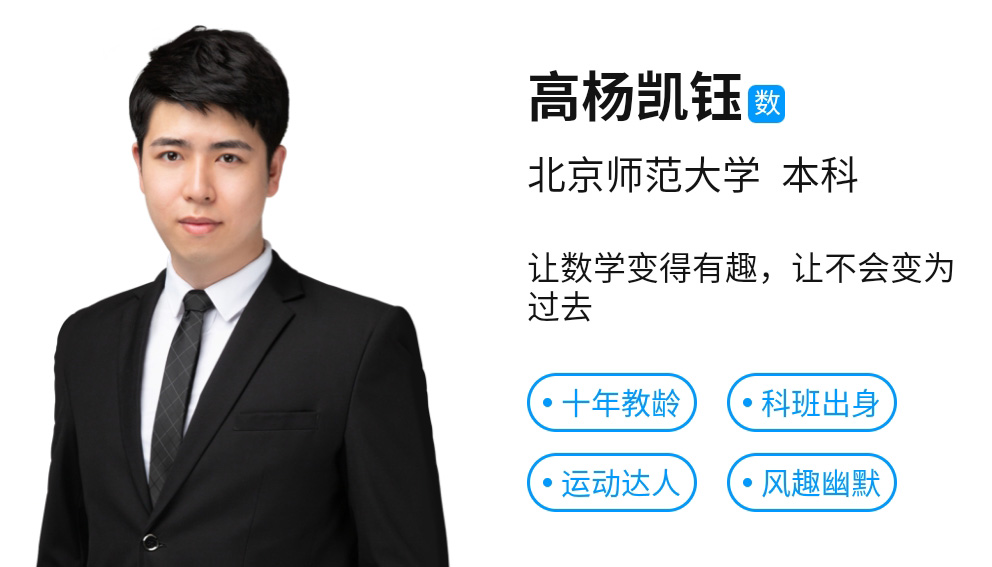 高杨凯钰 数
北京师范大学 本科
让数学变得有趣，让不会变为
过去
• 十年教龄 • 科班出身
• 运动达人 • 风趣幽默